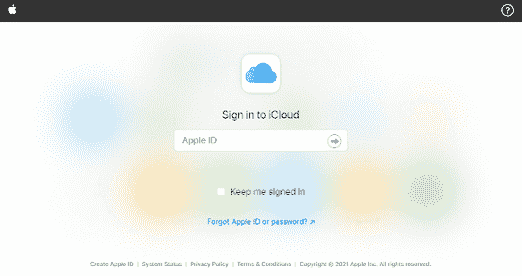 Sign in to iCloud
Apple ID
Keep me signed in
Forgot Apple ID or password? ↗
Create Apple ID | System Status | Privacy Policy | Terms & Conditions | Copyright © 2021 Apple Inc. All rights reserved.